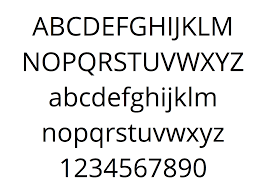 ABCDEFGHIJKLM
NOPQRSTUVWXYZ
abcdefghijklm
nopqrstuvwxyz
1234567890